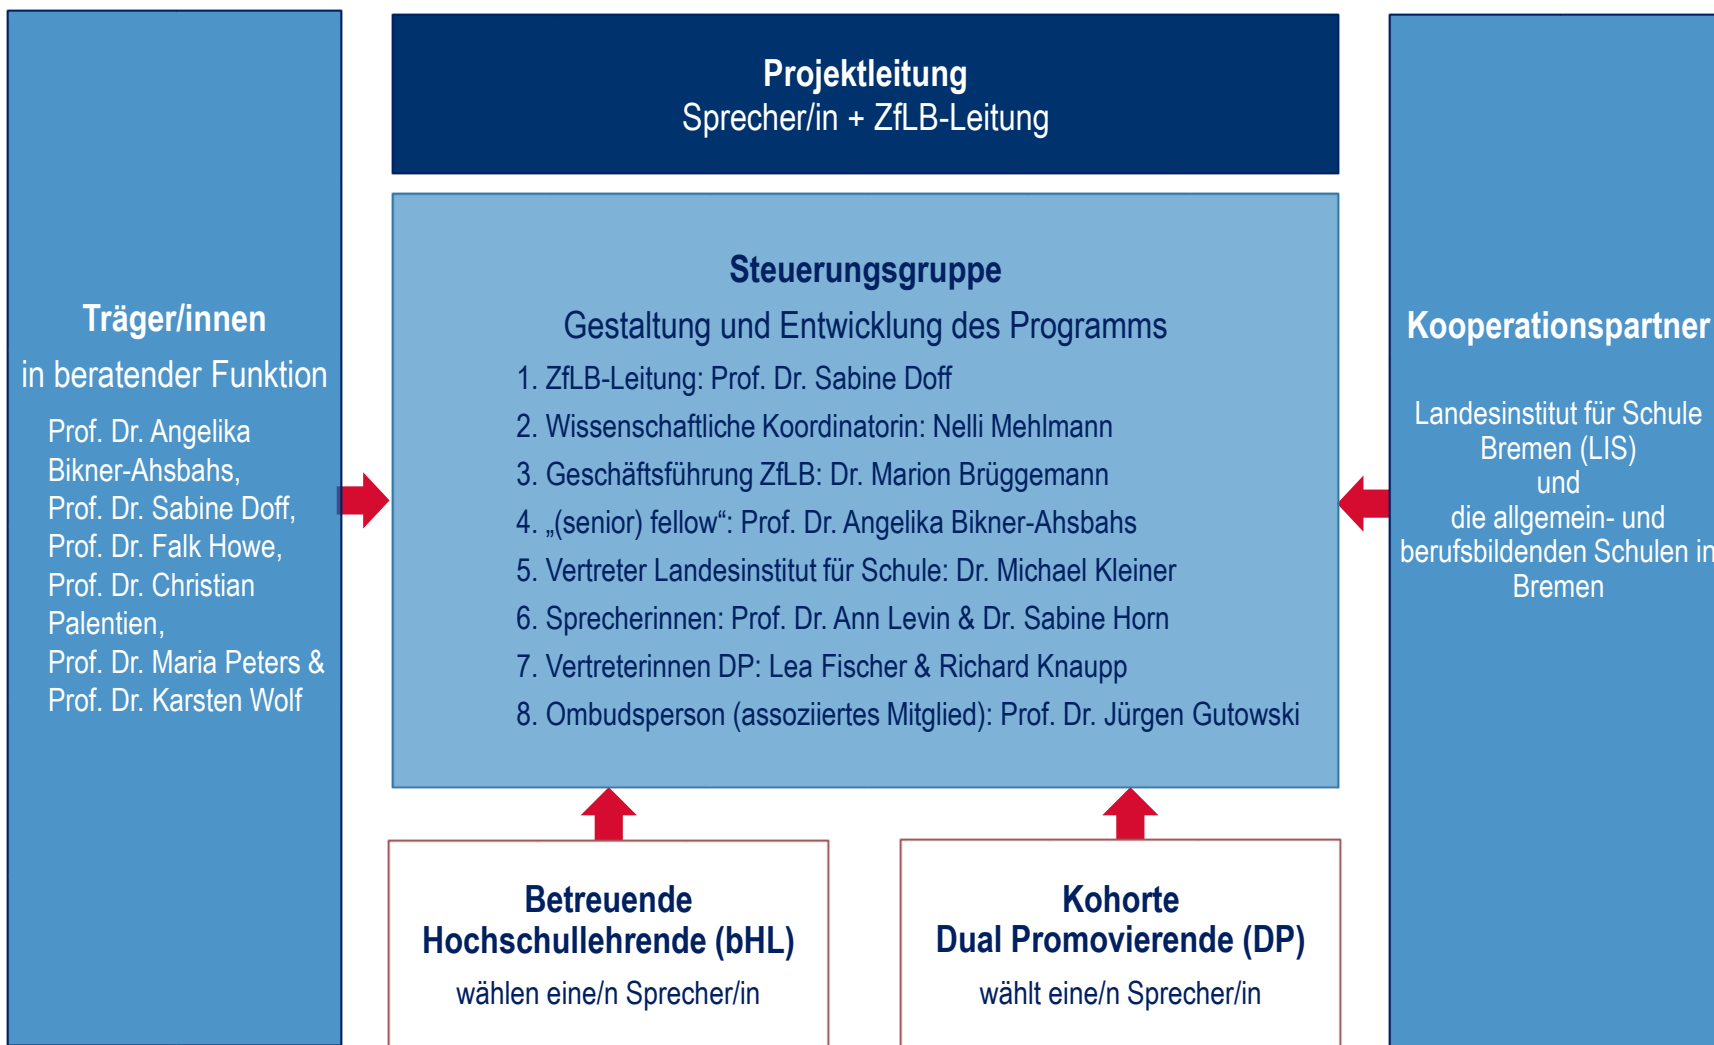 Projektleitung
Sprecher/in + ZfLB-Leitung
Träger/innen
in beratender Funktion
Prof. Dr. Angelika
Bikner-Ahsbahs,
Prof. Dr. Sabine Doff,
Prof. Dr. Falk Howe,
Prof. Dr. Christian
Palentien,
Prof. Dr. Maria Peters &
Prof. Dr. Karsten Wolf
Steuerungsgruppe
Gestaltung und Entwicklung des Programms
1. ZfLB-Leitung: Prof. Dr. Sabine Doff
2. Wissenschaftliche Koordinatorin: Nelli Mehlmann
3. Geschäftsführung ZfLB: Dr. Marion Brüggemann
4. „(senior) fellow“: Prof. Dr. Angelika Bikner-Ahsbahs
5. Vertreter Landesinstitut für Schule: Dr. Michael Kleiner
6. Sprecherinnen: Prof. Dr. Ann Levin & Dr. Sabine Horn
7. Vertreterinnen DP: Lea Fischer & Richard Knaupp
8. Ombudsperson (assoziiertes Mitglied): Prof. Dr. Jürgen Gutowski
Kooperationspartner
Landesinstitut für Schule
Bremen (LIS)
und
die allgemein- und
berufsbildenden Schulen in
Bremen
Betreuende
Hochschullehrende (bHL)
wählen eine/n Sprecher/in
Kohorte
Dual Promovierende (DP)
wählt eine/n Sprecher/in